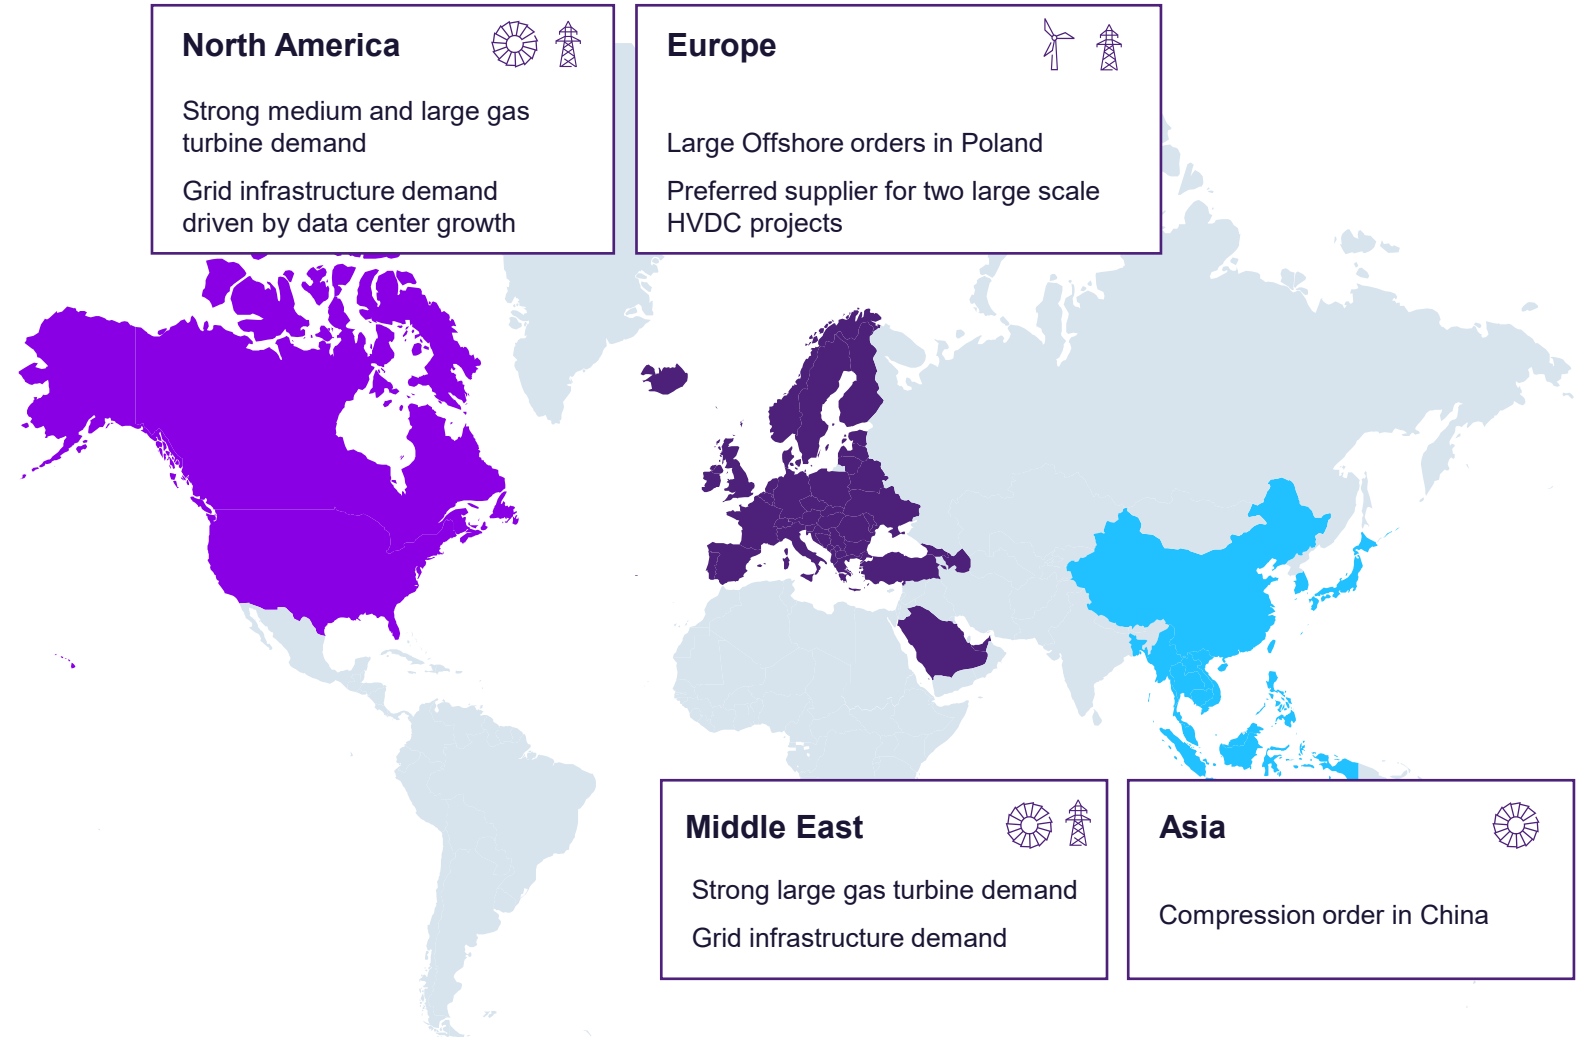 North America
Strong medium and large gas
turbine demand
Grid infrastructure demand
driven by data center growth
Europe
Large Offshore orders in Poland
Preferred supplier for two large scale
HVDC projects
Middle East
Strong large gas turbine demand
Grid infrastructure demand
Asia
Compression order in China